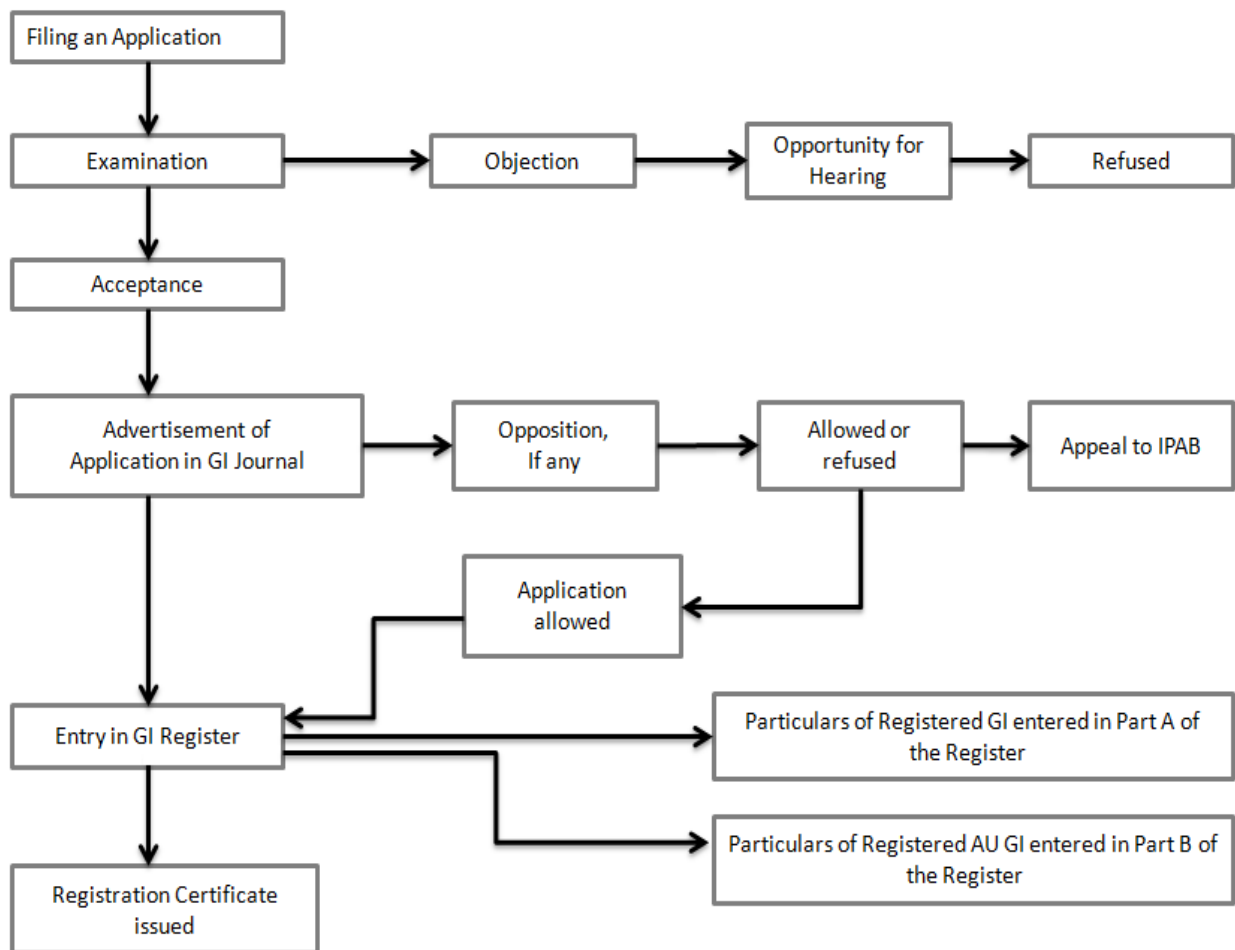 Filing an Application
Examination
Objection
Opportunity for
Hearing
Refused
Acceptance
Advertisement of
Application in GI Journal
Opposition,
If any
Allowed or
refused
Appeal to IPAB
Application
allowed
Entry in GI Register
Particulars of Registered GI entered in Part A of
the Register
Particulars of Registered AU GI entered in Part B of
the Register
Registration Certificate
issued